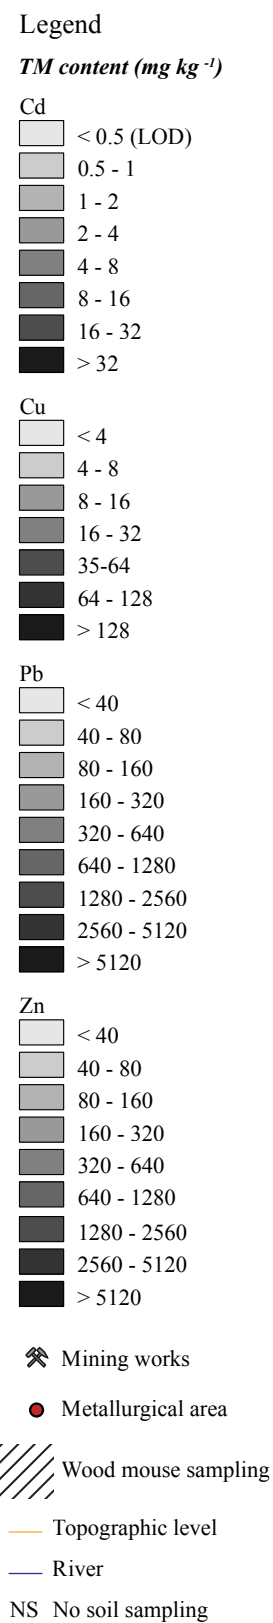 Legend
TM content (mg kg -1)
Cd
< 0.5 (LOD)
0.5 - 1
1 - 2
2 - 4
4 - 8
8 - 16
16 - 32
> 32
Cu
< 4
4 - 8
8 - 16
16 - 32
35-64
64 - 128
> 128
Pb
< 40
40 - 80
80 - 160
160 - 320
320 - 640
640 - 1280
1280 - 2560
2560 - 5120
> 5120
Zn
< 40
40 - 80
80 - 160
160 - 320
320 - 640
640 - 1280
1280 - 2560
2560 - 5120
> 5120
Mining works
Metallurgical area
Wood mouse sampling
Topographic level
River
NS No soil sampling